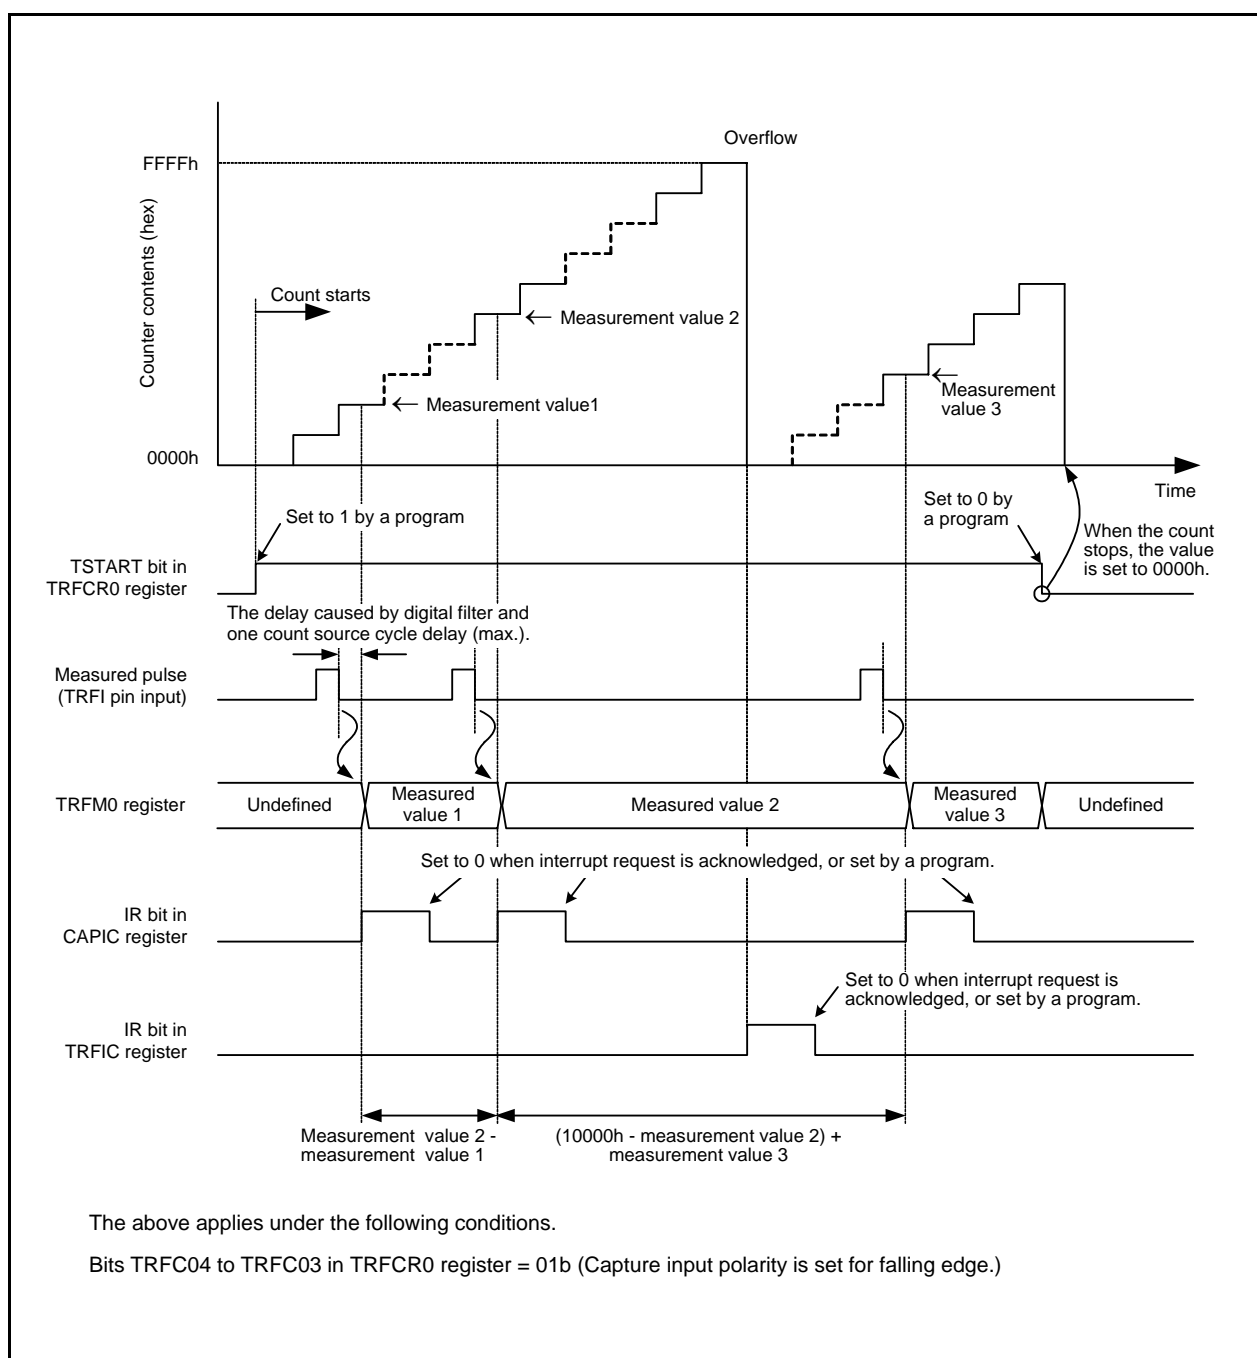 Overflow
FFFFh
Counter contents (hex)
Count starts
Measurement value 2
Measurement value1
Measurement
value 3
0000h
Time
Set to 1 by a program
Set to 0 by
a program
When the count
stops, the value
is set to 0000h.
TSTART bit in
TRFCR0 register
The delay caused by digital filter and
one count source cycle delay (max.).
Measured pulse
(TRFI pin input)
TRFM0 register
Undefined
Measured
value 1
Measured value 2
Measured
value 3
Undefined
Set to 0 when interrupt request is acknowledged, or set by a program.
IR bit in
CAPIC register
Set to 0 when interrupt request is
acknowledged, or set by a program.
IR bit in
TRFIC register
Measurement value 2 -
measurement value 1
(10000h - measurement value 2) +
measurement value 3
The above applies under the following conditions.
Bits TRFC04 to TRFC03 in TRFCR0 register = 01b (Capture input polarity is set for falling edge.)